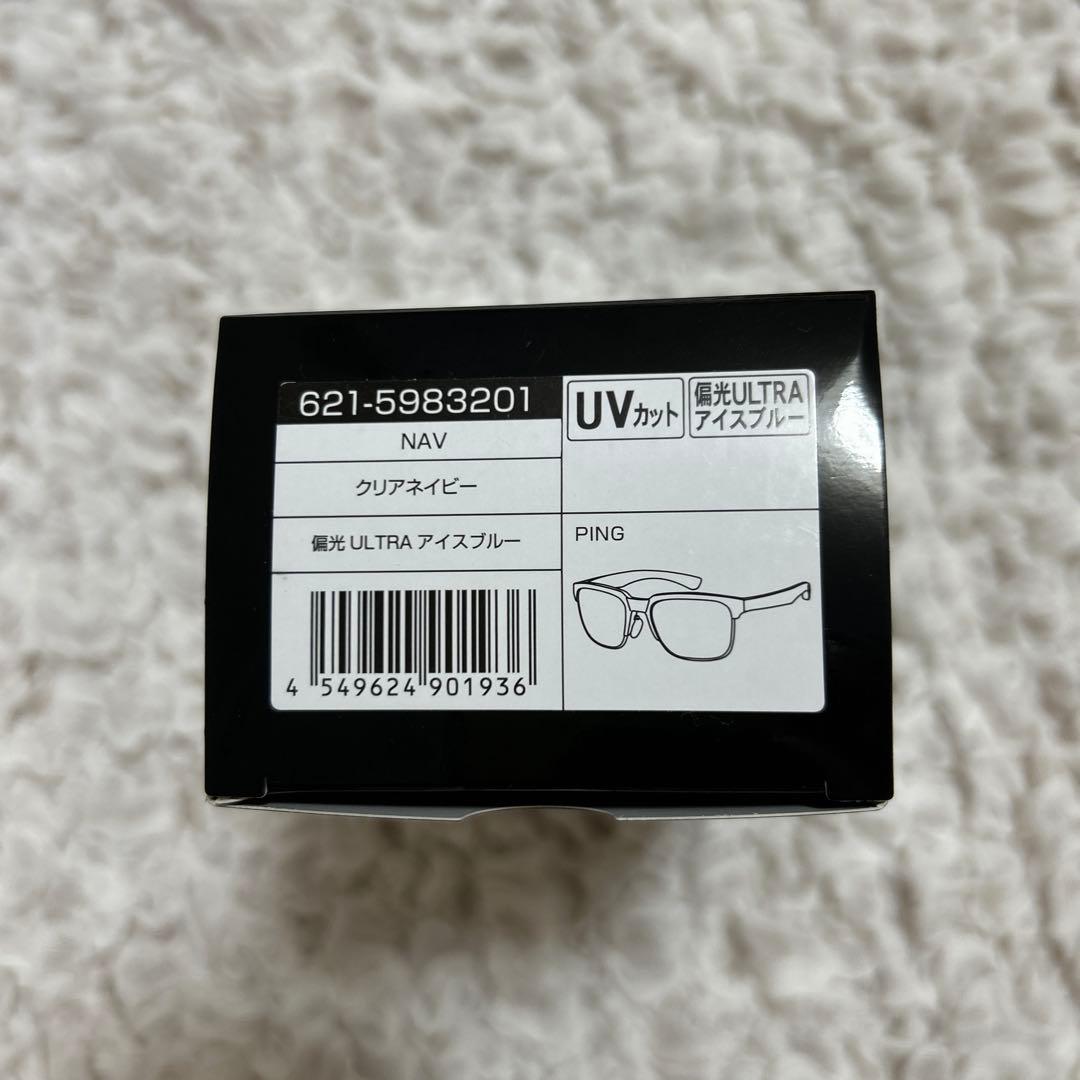 621-5983201
NAV
クリアネイビー
偏光 ULTRA アイスブルー
4 549624 901936
UVカット
偏光ULTRA
アイスブルー
PING